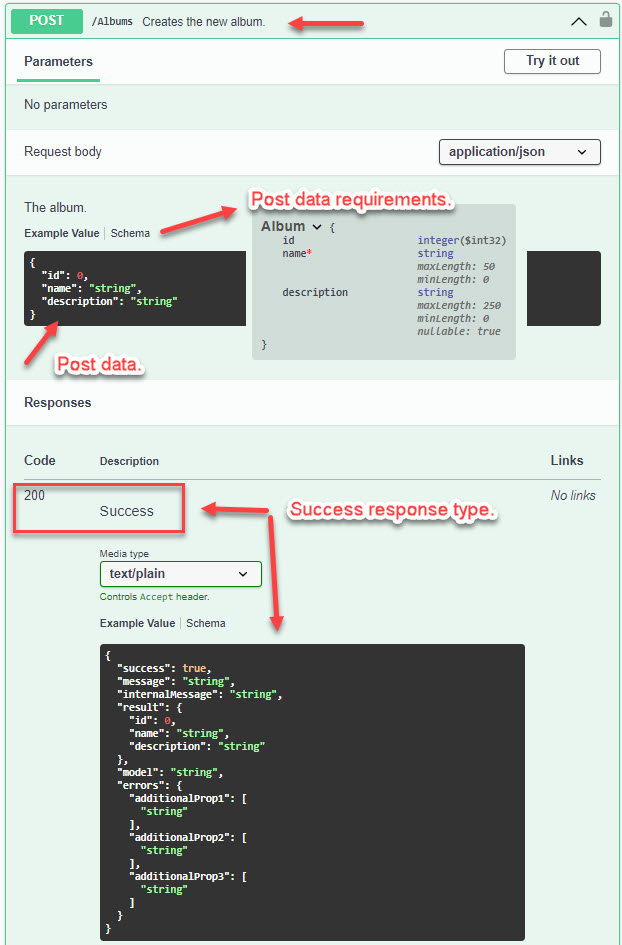 POST /Albums Creates the new album.
Parameters
Try it out
No parameters
Request body
application/json
The album.
Post data requirements.
Example Value Schema
Album {
id integer($int32)
name* string
maxLength: 50
minLength: 0
description string
maxLength: 250
minLength: 0
nullable: true
}
{
"id": 0,
"name": "string",
"description": "string"
}
Post data.
Responses
Code Description Links
200 Success No links
Success response type.
Media type
text/plain
Controls Accept header.
Example Value Schema
{
"success": true,
"message": "string",
"internalMessage": "string",
"result": {
"id": 0,
"name": "string",
"description": "string"
},
"model": "string",
"errors": {
"additionalProp1": [
"string"
],
"additionalProp2": [
"string"
],
"additionalProp3": [
"string"
]
}
}